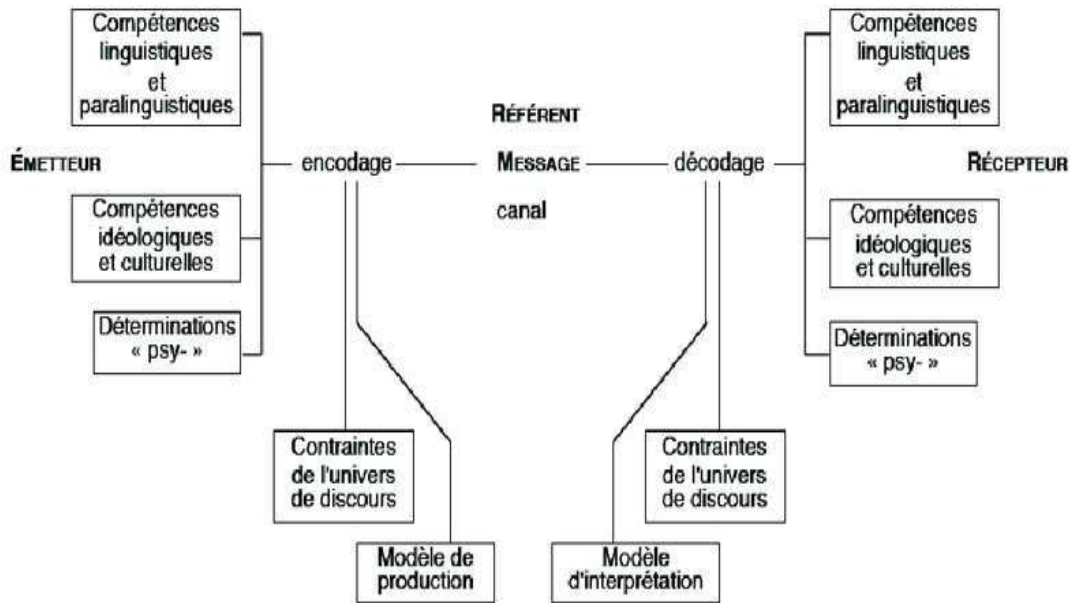 Compétences
linguistiques
et
paralinguistiques
ÉMETTEUR
Compétences
idéologiques
et culturelles
Déterminations
« psy- »
encodage
RÉFÉRENT
MESSAGE
canal
décodage
Compétences
linguistiques
et
paralinguistiques
RÉCEPTEUR
Compétences
idéologiques
et culturelles
Déterminations
« psy- »
Contraintes
de l'univers
de discours
Modèle de
production
Contraintes
de l'univers
de discours
Modèle
d'interprétation